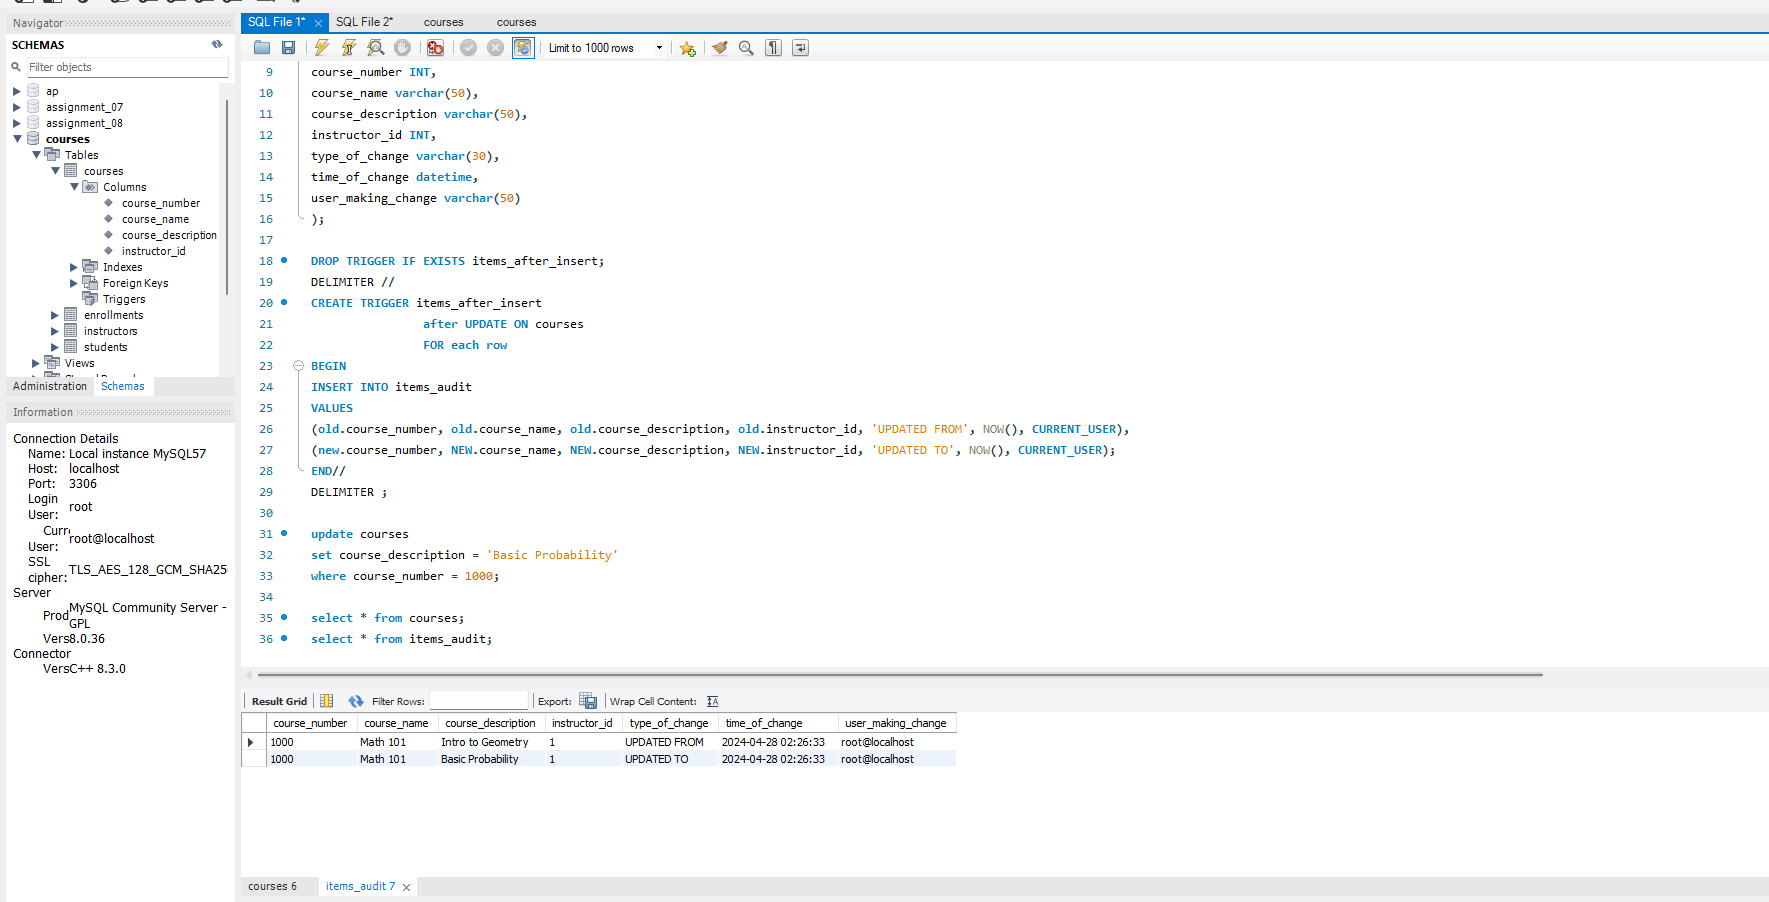 Navigator
SCHEMAS
Filter objects
ap
assignment_07
assignment_08
courses
Tables
courses
Columns
course_number
course_name
course_description
instructor_id
Indexes
Foreign Keys
Triggers
enrollments
instructors
students
Views
Administration Schemas
Information
Connection Details
Name: Local instance MySQL57
Host: localhost
Port: 3306
Login
User: root
Curr
User: root@localhost
SSL
cipher: TLS_AES_128_GCM_SHA25
Server
Prod MySQL Community Server -
GPL
Vers 8.0.36
Connector
Vers C++ 8.3.0
SQL File 1* SQL File 2* courses courses
Limit to 1000 rows
9 course_number INT,
10 course_name varchar(50),
11 course_description varchar(50),
12 instructor_id INT,
13 type_of_change varchar(30),
14 time_of_change datetime,
15 user_making_change varchar(50)
16 );
17
18 DROP TRIGGER IF EXISTS items_after_insert;
19 DELIMITER //
20 CREATE TRIGGER items_after_insert
21 after UPDATE ON courses
22 FOR each row
23 BEGIN
24 INSERT INTO items_audit
25 VALUES
26 (old.course_number, old.course_name, old.course_description, old.instructor_id, 'UPDATED FROM', NOW(), CURRENT_USER),
27 (new.course_number, NEW.course_name, NEW.course_description, NEW.instructor_id, 'UPDATED TO', NOW(), CURRENT_USER);
28 END//
29 DELIMITER ;
30
31 update courses
32 set course_description = 'Basic Probability'
33 where course_number = 1000;
34
35 select * from courses;
36 select * from items_audit;
Result Grid Filter Rows: Export: Wrap Cell Content:
course_number course_name course_description instructor_id type_of_change time_of_change user_making_change
1000 Math 101 Intro to Geometry 1 UPDATED FROM 2024-04-28 02:26:33 root@localhost
1000 Math 101 Basic Probability 1 UPDATED TO 2024-04-28 02:26:33 root@localhost
courses 6 items_audit 7